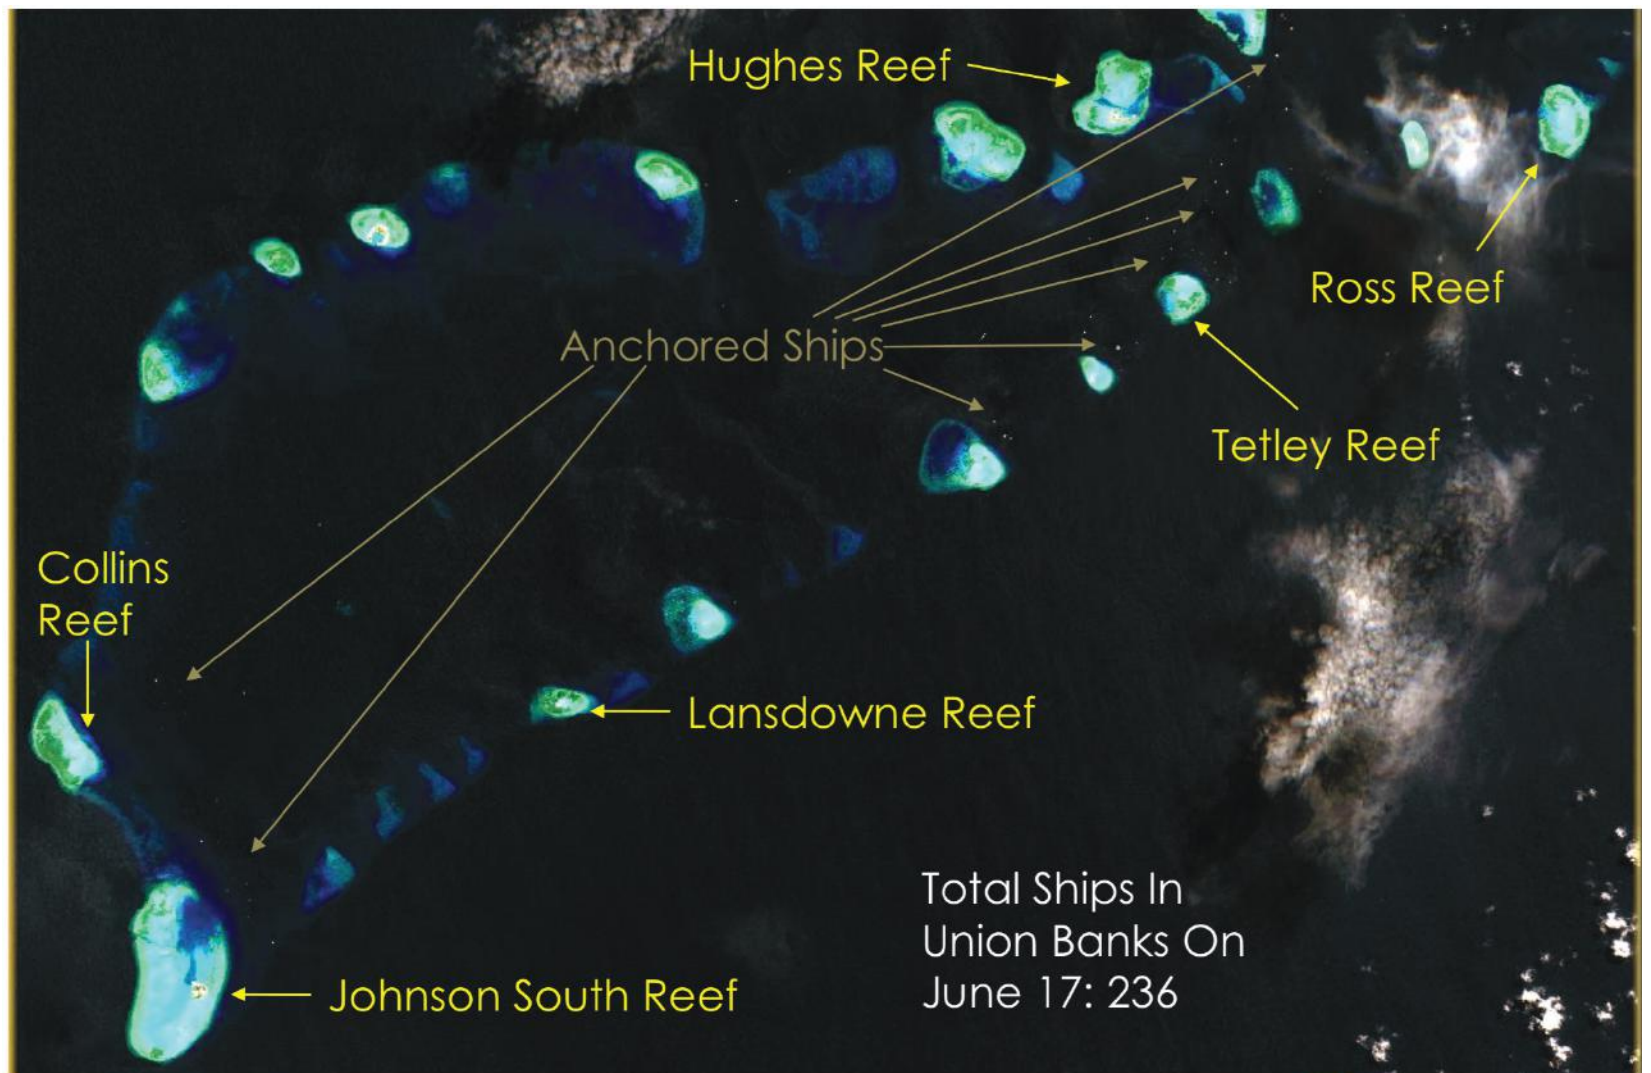 Hughes Reef
Ross Reef
Anchored Ships
Tetley Reef
Collins
Reef
Lansdowne Reef
Total Ships In
Union Banks On
June 17: 236
Johnson South Reef